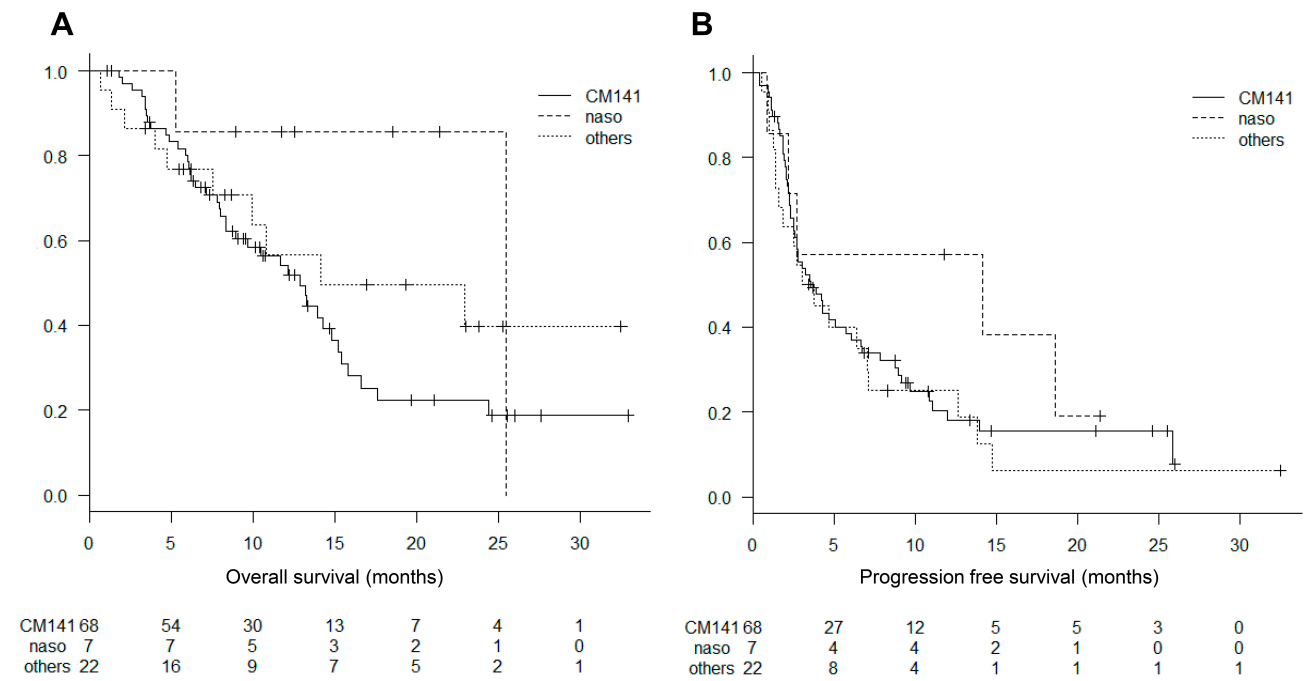 A
1.0
0.8
0.6
0.4
0.2
0.0
CM141
naso
others
0 5 10 15 20 25 30
Overall survival (months)
CM141 68 54 30 13 7 4 1
naso 7 7 5 3 2 1 0
others 22 16 9 7 5 2 1
B
1.0
0.8
0.6
0.4
0.2
0.0
CM141
naso
others
0 5 10 15 20 25 30
Progression free survival (months)
CM141 68 27 12 5 5 3 0
naso 7 4 4 2 1 0 0
others 22 8 4 1 1 1 1